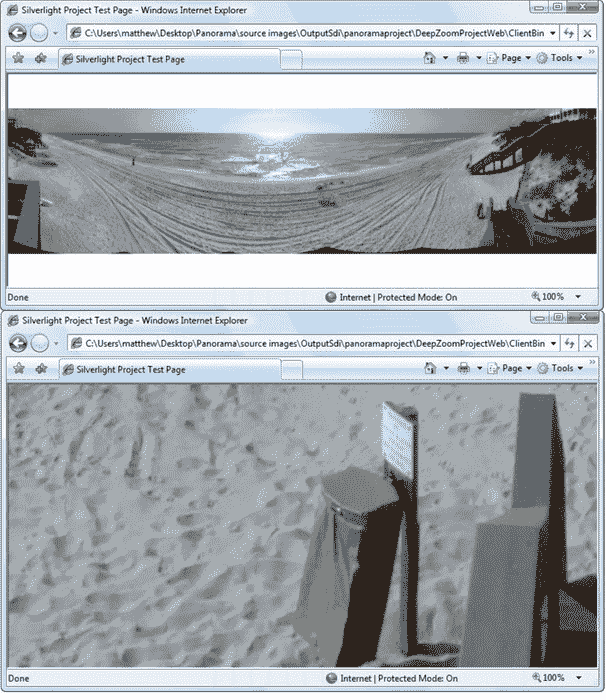 Silverlight Project Test Page - Windows Internet Explorer
C:\Users\matthew\Desktop\Panorama\source images\OutputSdi\panoramaproject\DeepZoomProjectWeb\ClientBin
Silverlight Project Test Page
Page
Tools
Done
Internet | Protected Mode: On
100%
Silverlight Project Test Page - Windows Internet Explorer
C:\Users\matthew\Desktop\Panorama\source images\OutputSdi\panoramaproject\DeepZoomProjectWeb\ClientBin
Silverlight Project Test Page
Page
Tools
Done
Internet | Protected Mode: On
100%